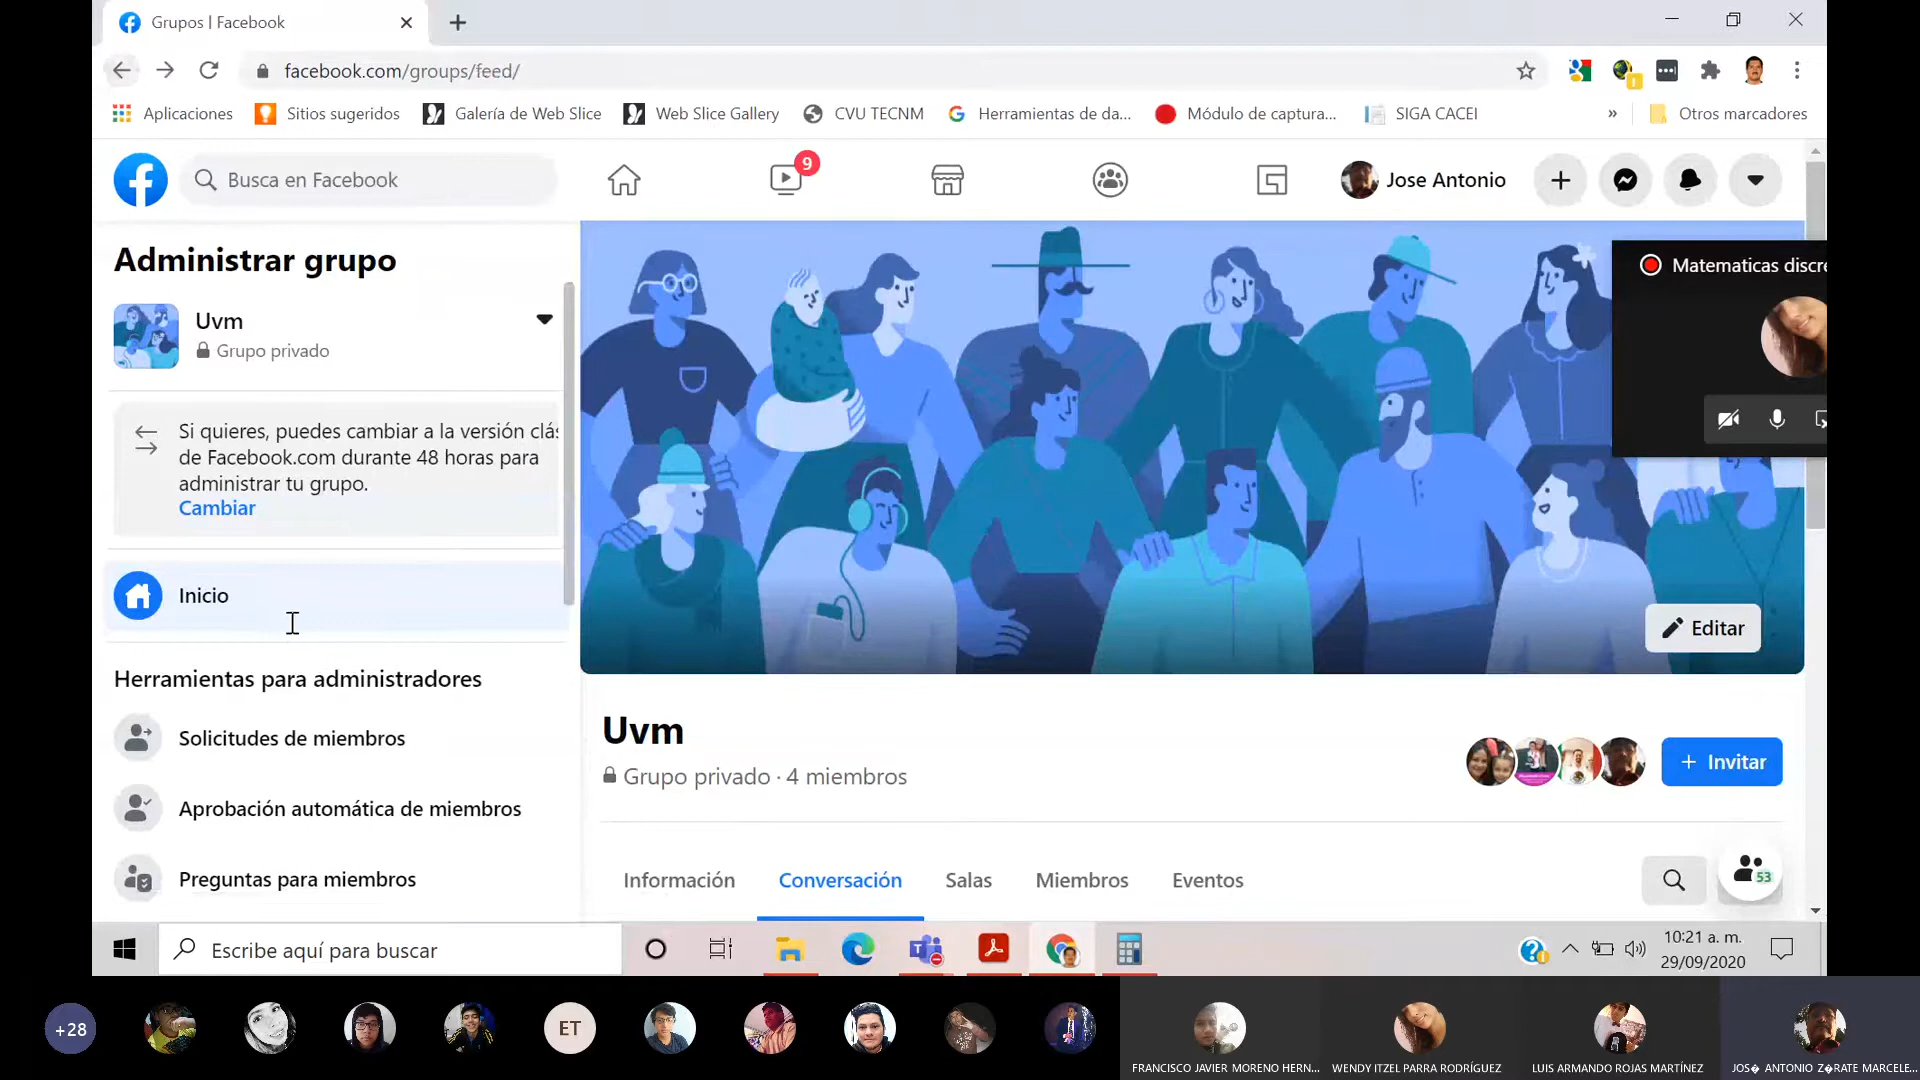 Grupos | Facebook
facebook.com/groups/feed/
Aplicaciones
Sitios sugeridos
Galería de Web Slice
Web Slice Gallery
CVU TECNM
Herramientas de da...
Módulo de captura...
SIGA CACEI
»
Otros marcadores
Busca en Facebook
9
Jose Antonio
Administrar grupo
Uvm
Grupo privado
Si quieres, puedes cambiar a la versión clás
de Facebook.com durante 48 horas para
administrar tu grupo.
Cambiar
Inicio
Herramientas para administradores
Solicitudes de miembros
Aprobación automática de miembros
Preguntas para miembros
Matematicas discre
Editar
Uvm
Grupo privado · 4 miembros
+ Invitar
Información
Conversación
Salas
Miembros
Eventos
53
Escribe aquí para buscar
10:21 a. m.
29/09/2020
+28
ET
FRANCISCO JAVIER MORENO HERN...
WENDY ITZEL PARRA RODRÍGUEZ
LUIS ARMANDO ROJAS MARTÍNEZ
JOS� ANTONIO Z�RATE MARCELE...